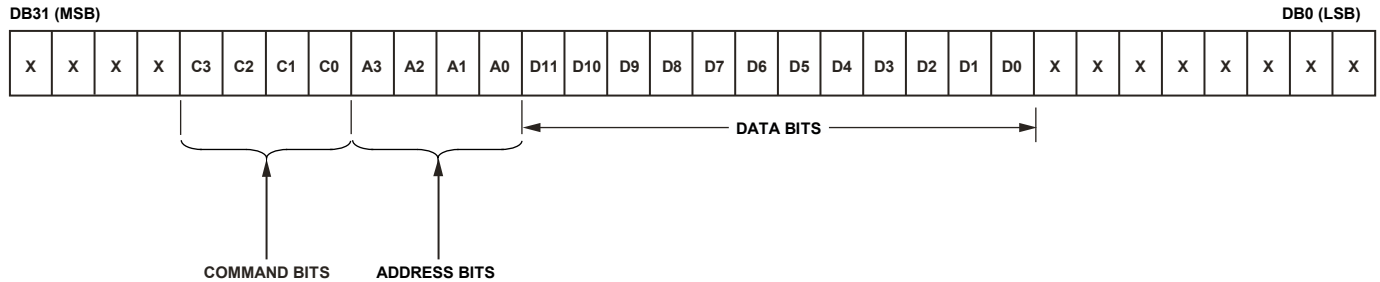 DB31 (MSB) DB0 (LSB)
X X X X C3 C2 C1 C0 A3 A2 A1 A0 D11 D10 D9 D8 D7 D6 D5 D4 D3 D2 D1 D0 X X X X X X X X
DATA BITS
COMMAND BITS ADDRESS BITS